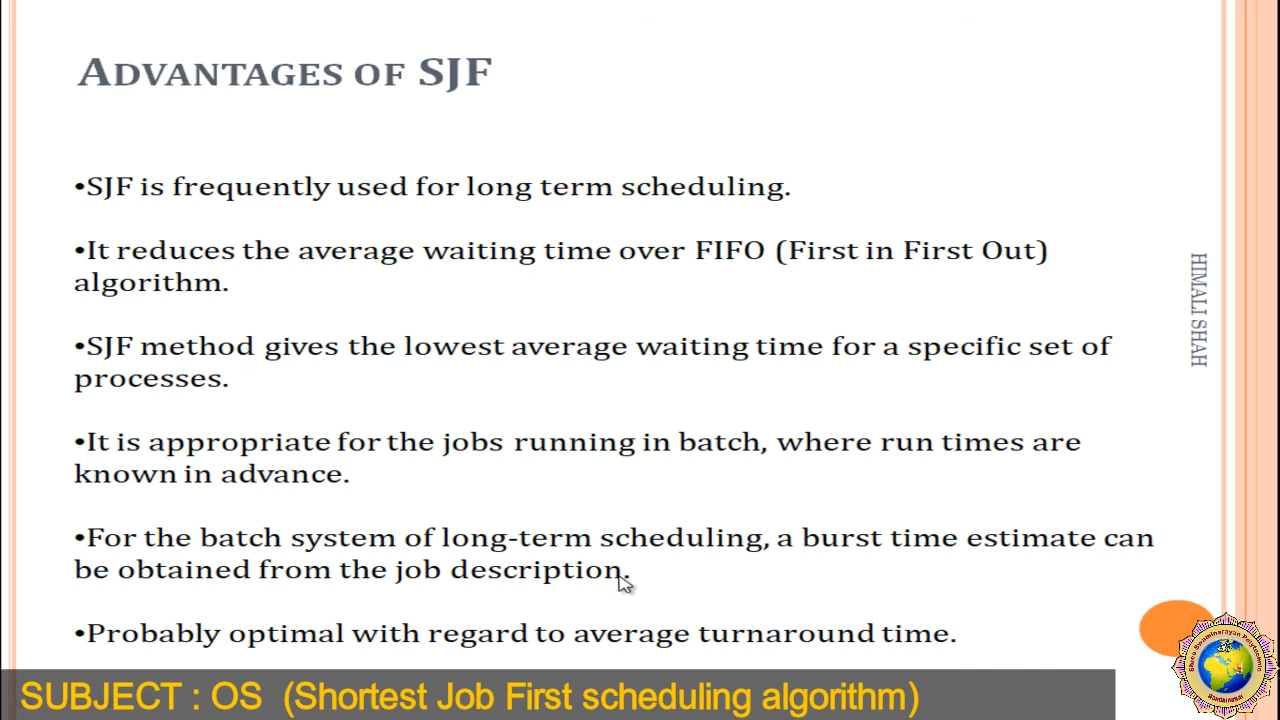 ADVANTAGES OF SJF
•SJF is frequently used for long term scheduling.
•It reduces the average waiting time over FIFO (First in First Out)
algorithm.
•SJF method gives the lowest average waiting time for a specific set of
processes.
•It is appropriate for the jobs running in batch, where run times are
known in advance.
•For the batch system of long-term scheduling, a burst time estimate can
be obtained from the job description.
•Probably optimal with regard to average turnaround time.
HIMALI SHAH
SUBJECT : OS (Shortest Job First scheduling algorithm)